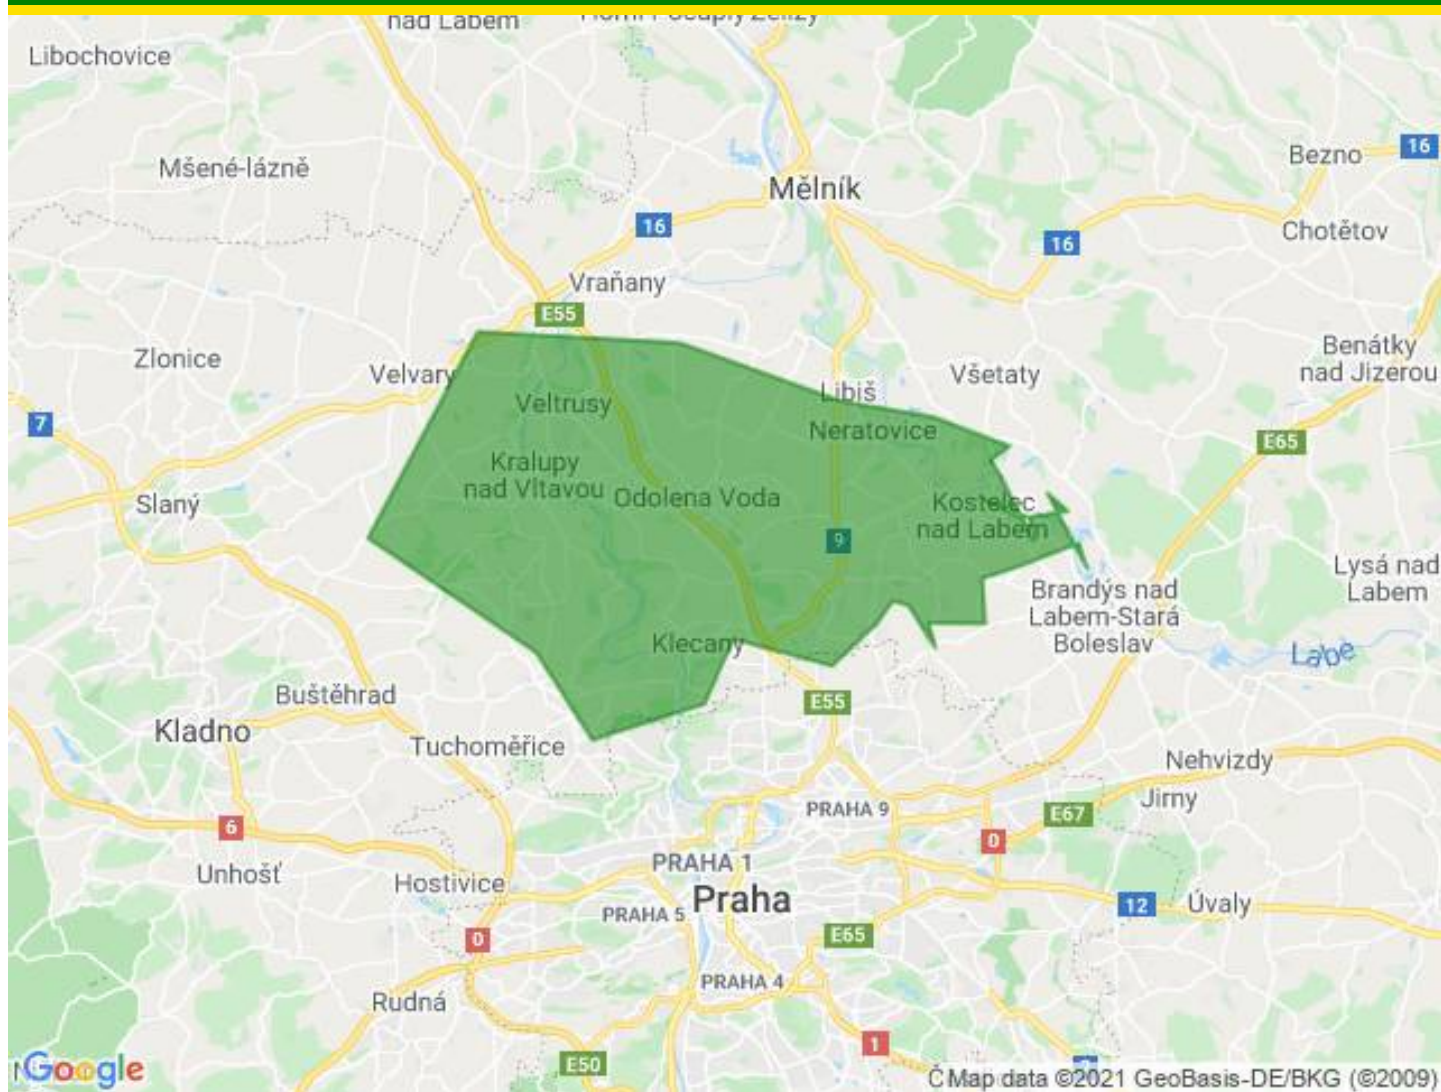 nad Labem
Libochovice
Mšené-lázně
Bezno
16
Mělník
16
Chotětov
16
Vraňany
E55
Zlonice
Velvary
Všetaty
Benátky
nad Jizerou
Libiš
Veltrusy
7
Neratovice
E65
Kralupy
nad Vltavou
Odolena Voda
Slaný
Kostelec
nad Labem
9
Lysá nad
Labem
Brandýs nad
Labem-Stará
Boleslav
Klecany
Labe
Buštěhrad
E55
Kladno
Tuchoměřice
Nehvizdy
Jirny
PRAHA 9
E67
6
0
PRAHA 1
Unhošť
Hostivice
Praha
12
Úvaly
PRAHA 5
0
E65
PRAHA 4
Rudná
1
E50
Google
Map data ©2021 GeoBasis-DE/BKG (©2009)